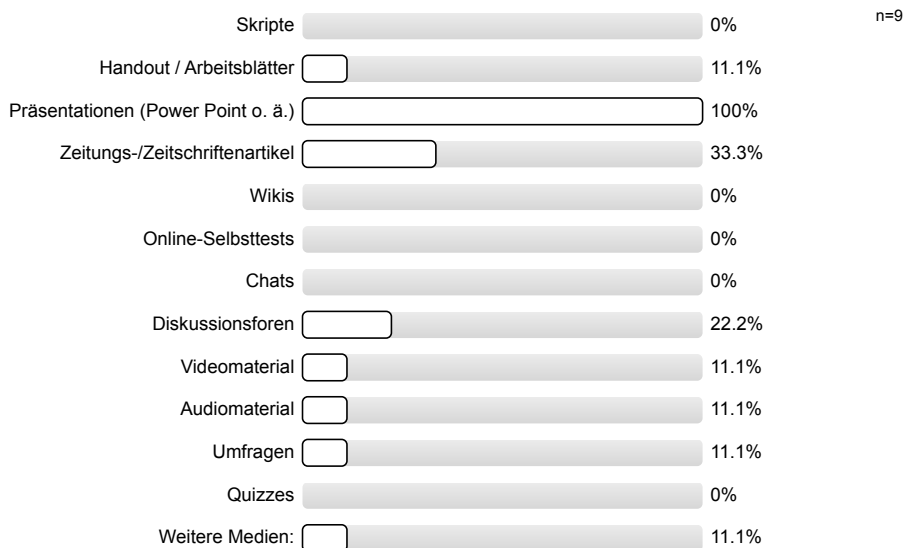 n=9
Skripte 0%
Handout / Arbeitsblätter 11.1%
Präsentationen (Power Point o. ä.) 100%
Zeitungs-/Zeitschriftenartikel 33.3%
Wikis 0%
Online-Selbsttests 0%
Chats 0%
Diskussionsforen 22.2%
Videomaterial 11.1%
Audiomaterial 11.1%
Umfragen 11.1%
Quizzes 0%
Weitere Medien: 11.1%